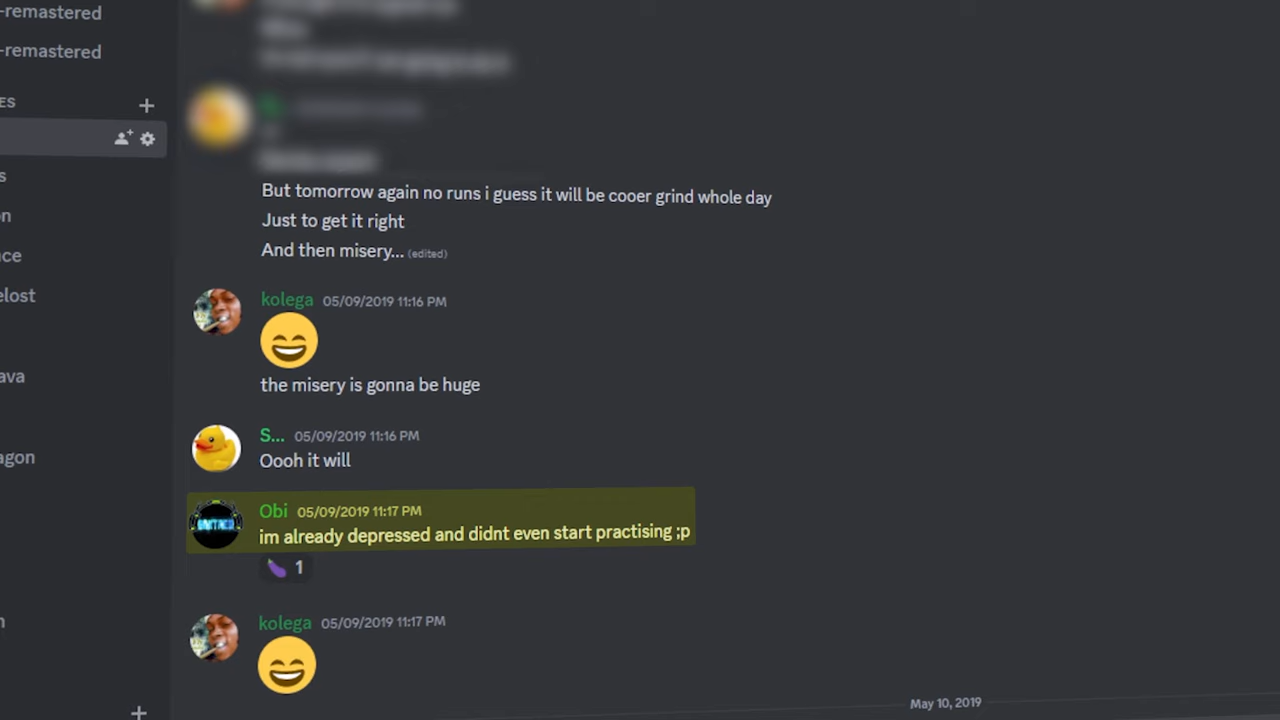 -remastered
-remastered
ES
But tomorrow again no runs i guess it will be cooer grind whole day
s
Just to get it right
on
And then misery... (edited)
ce
elost
kolega 05/09/2019 11:16 PM
ava
the misery is gonna be huge
S... 05/09/2019 11:16 PM
agon
Oooh it will
Obi 05/09/2019 11:17 PM
im already depressed and didnt even start practising ;p
1
kolega 05/09/2019 11:17 PM
May 10, 2019